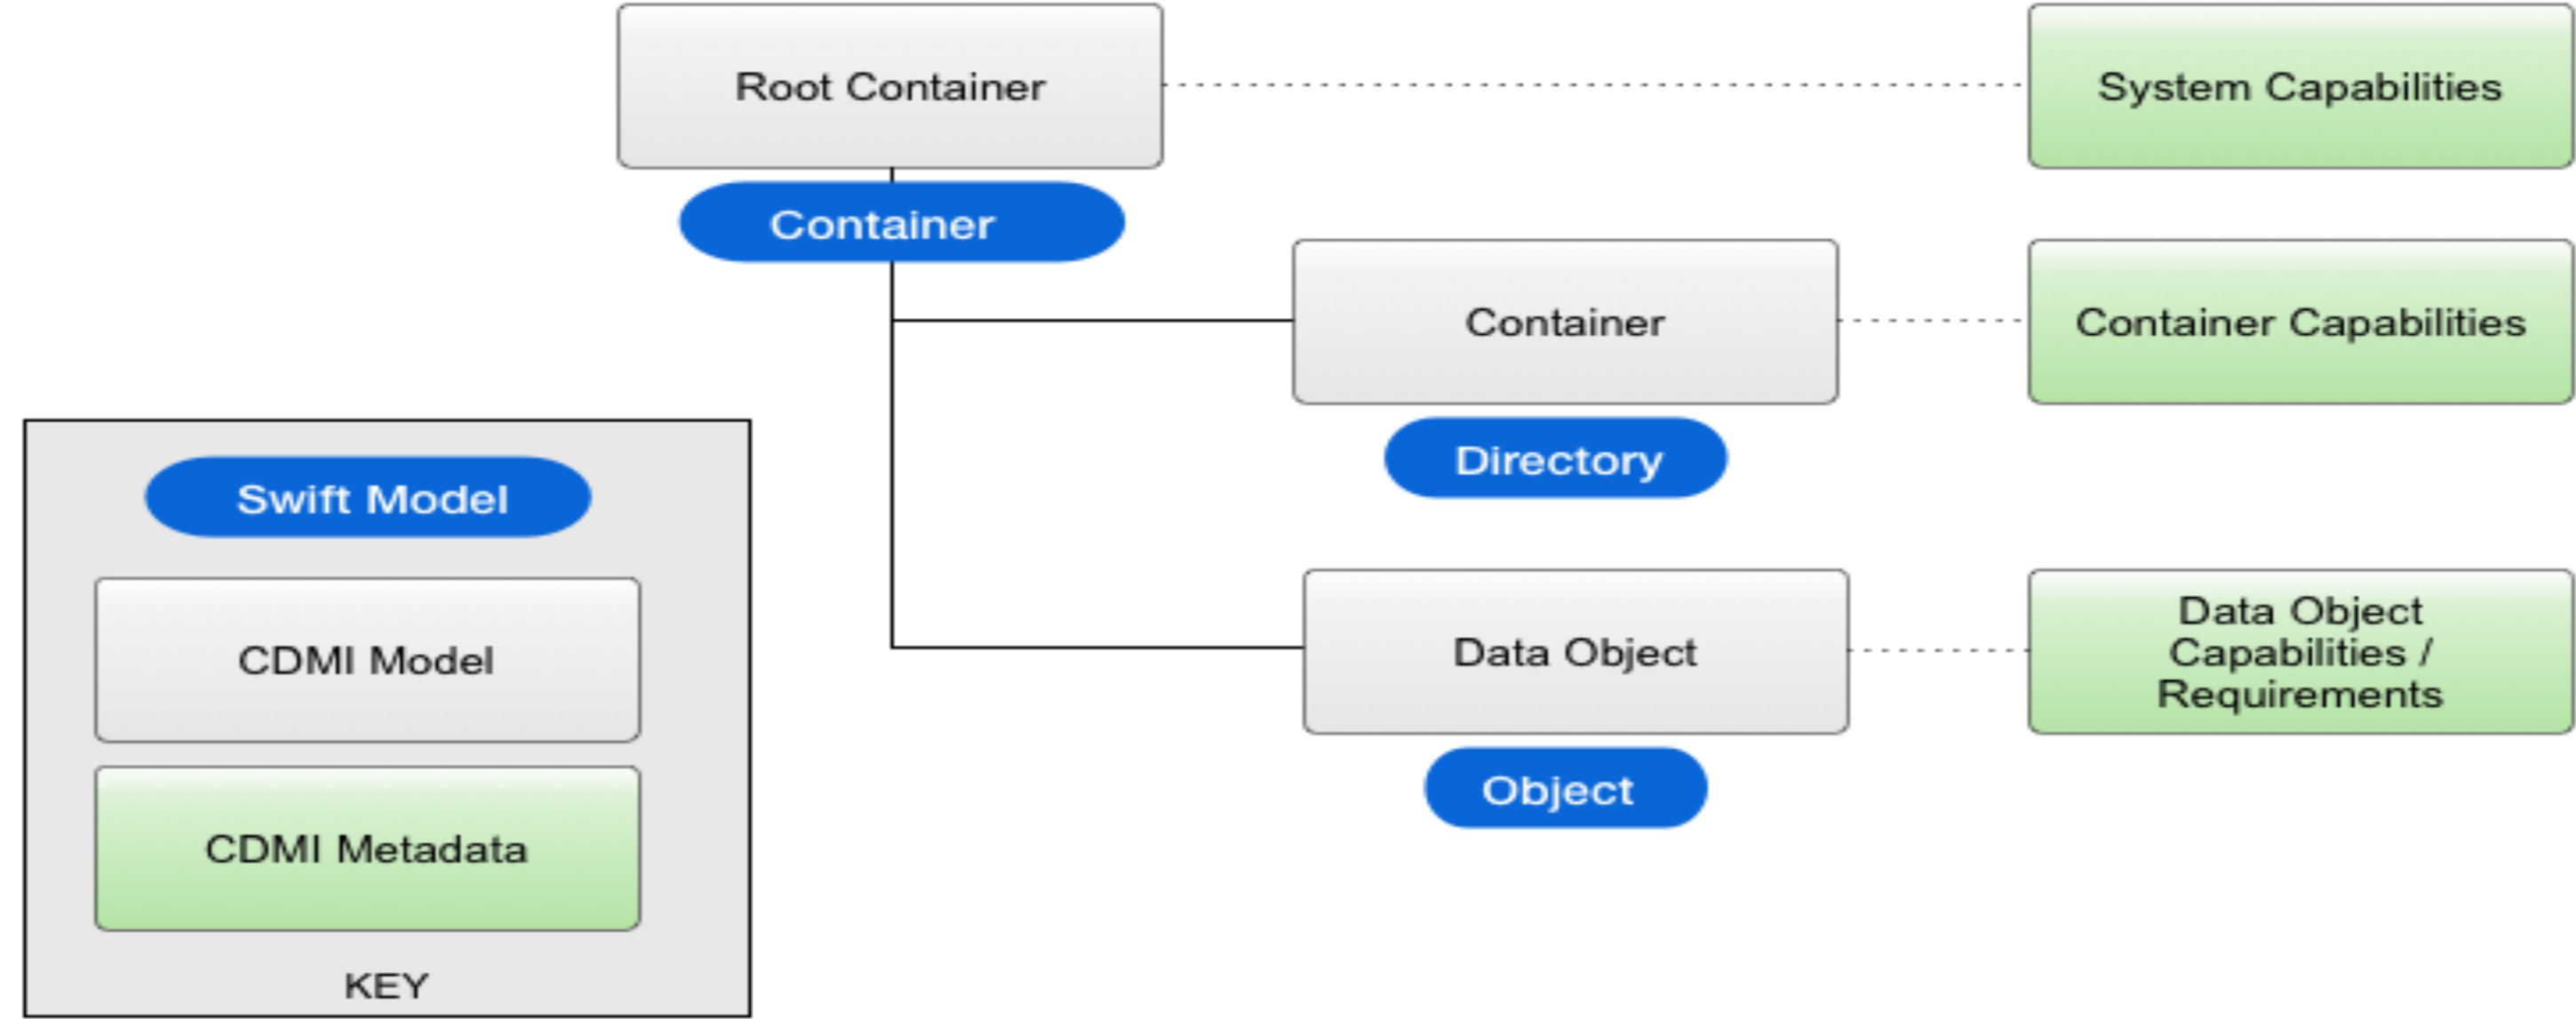 Root Container
System Capabilities
Container
Container
Container Capabilities
Directory
Swift Model
CDMI Model
Data Object
Data Object
Capabilities /
Requirements
Object
CDMI Metadata
KEY